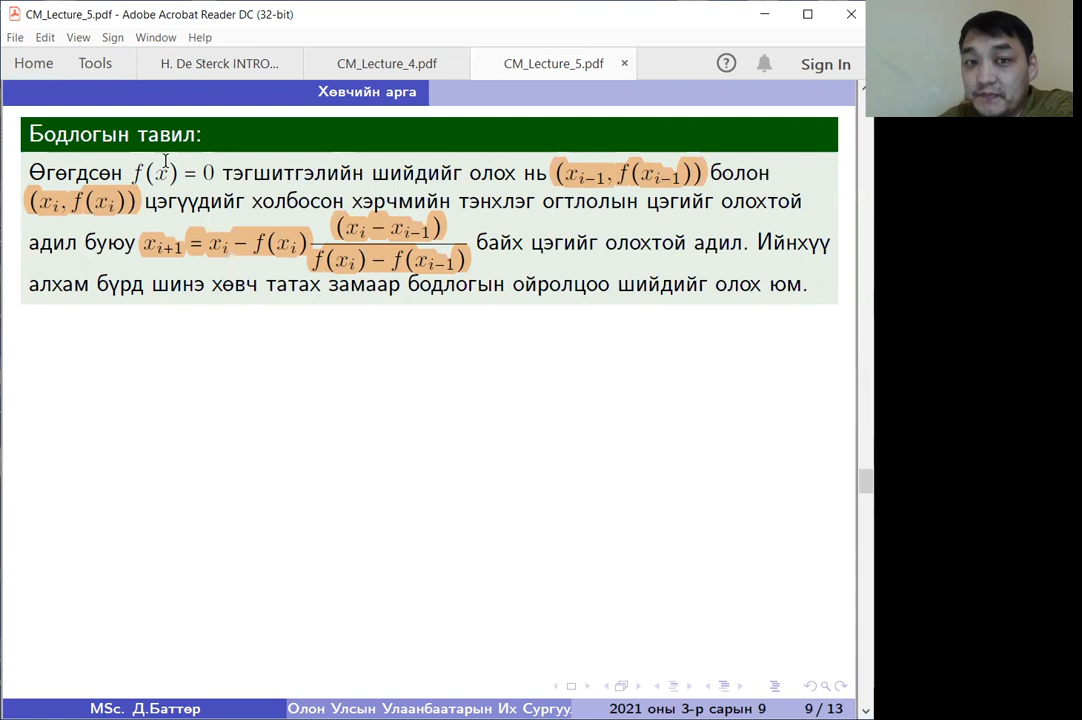 CM_Lecture_5.pdf - Adobe Acrobat Reader DC (32-bit)
File Edit View Sign Window Help
Home Tools H. De Sterck INTRO... CM_Lecture_4.pdf CM_Lecture_5.pdf × ? Sign In
Хөвчийн арга
Бодлогын тавил:
Өгөгдсөн f(x) = 0 тэгшитгэлийн шийдийг олох нь (x_{i−1}, f(x_{i−1})) болон
(x_i, f(x_i)) цэгүүдийг холбосон хэрчмийн тэнхлэг огтлолын цэгийг олохтой
адил буюу x_{i+1} = x_i − f(x_i) (x_i − x_{i−1}) / (f(x_i) − f(x_{i−1})) байх цэгийг олохтой адил. Ийнхүү
алхам бүрд шинэ хөвч татах замаар бодлогын ойролцоо шийдийг олох юм.
MSc. Д.Баттөр Олон Улсын Улаанбаатарын Их Сургуу. 2021 оны 3-р сарын 9 9 / 13